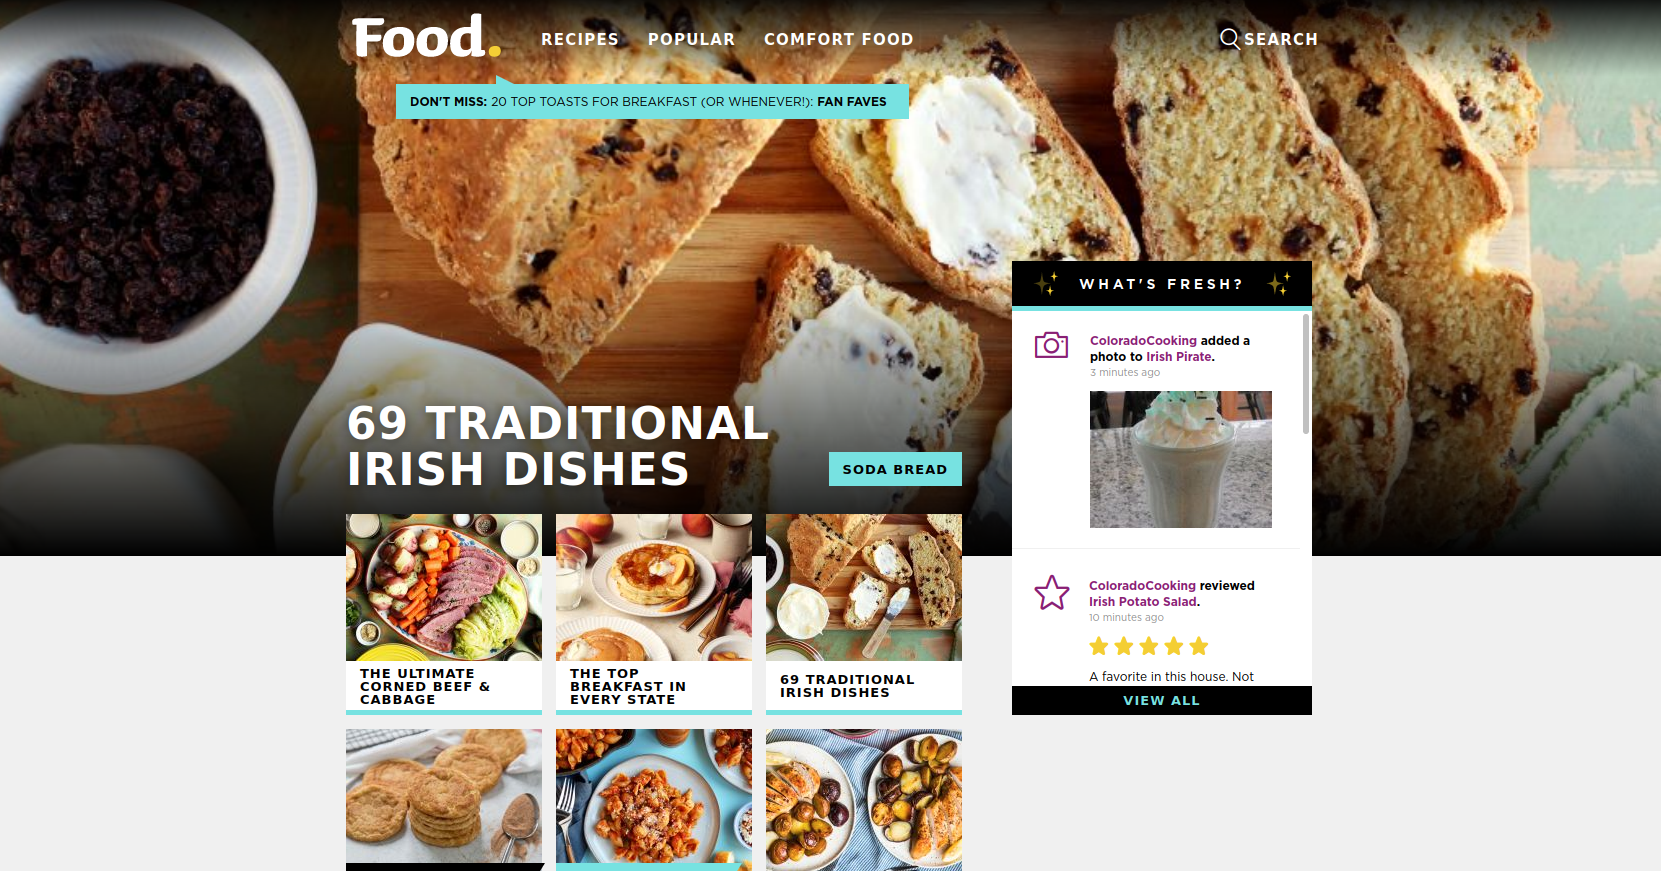 Food.
RECIPES
POPULAR
COMFORT FOOD
SEARCH
DON'T MISS: 20 TOP TOASTS FOR BREAKFAST (OR WHENEVER!): FAN FAVES
69 TRADITIONAL
IRISH DISHES
SODA BREAD
THE ULTIMATE
CORNED BEEF &
CABBAGE
THE TOP
BREAKFAST IN
EVERY STATE
69 TRADITIONAL
IRISH DISHES
WHAT'S FRESH?
ColoradoCooking added a
photo to Irish Pirate.
3 minutes ago
ColoradoCooking reviewed
Irish Potato Salad.
10 minutes ago
A favorite in this house. Not
VIEW ALL